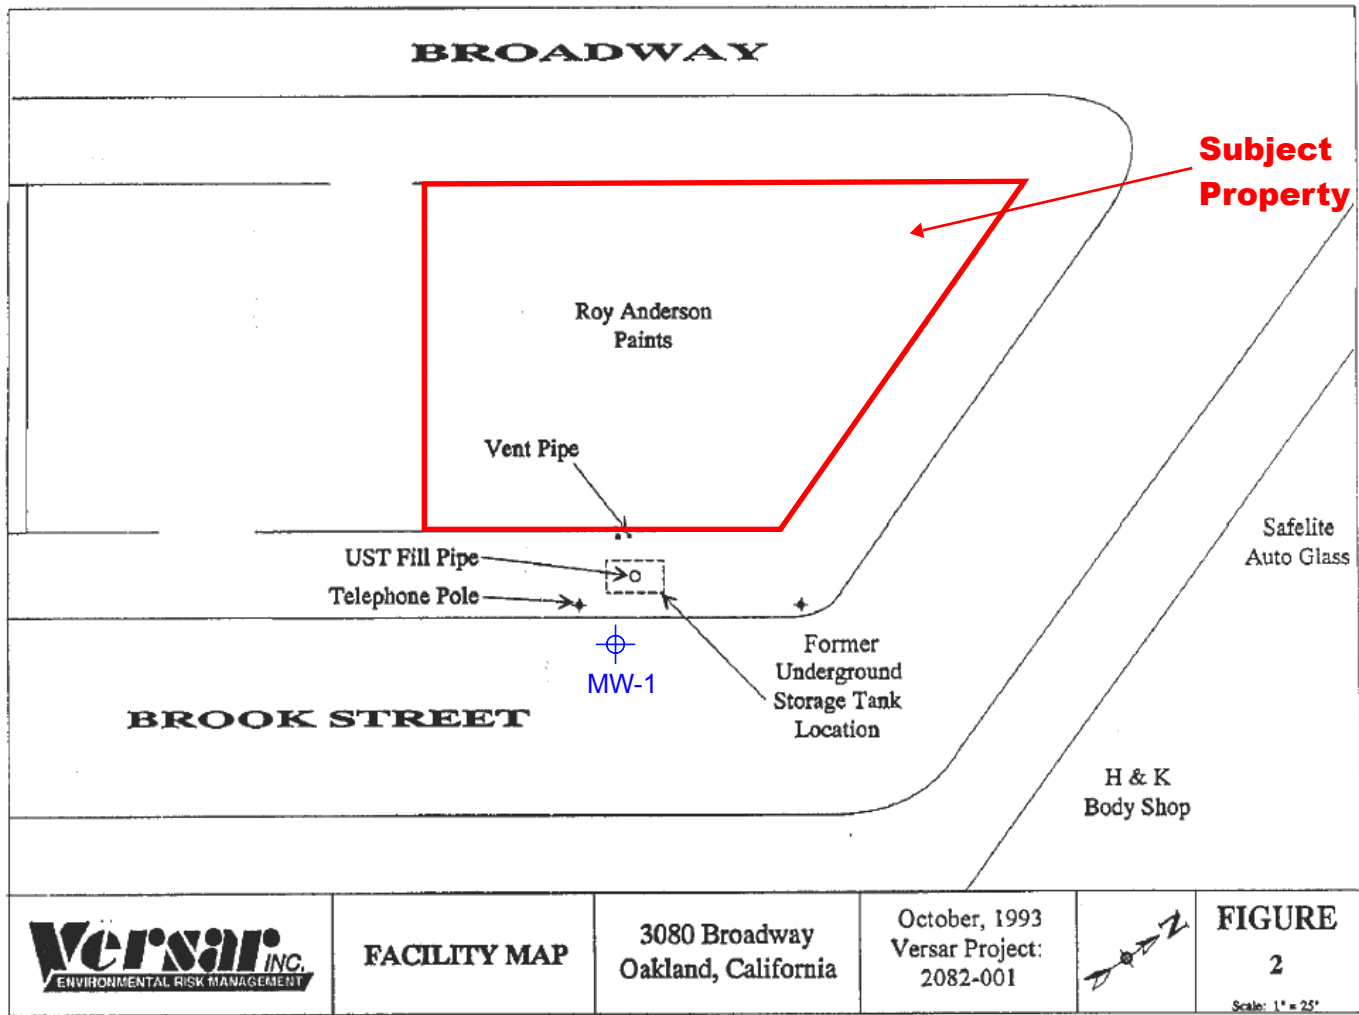 BROADWAY
Subject
Property
Roy Anderson
Paints
Vent Pipe
UST Fill Pipe
Telephone Pole
Safelite
Auto Glass
MW-1
Former
Underground
Storage Tank
Location
BROOK STREET
H & K
Body Shop
Versar INC.
ENVIRONMENTAL RISK MANAGEMENT
FACILITY MAP
3080 Broadway
Oakland, California
October, 1993
Versar Project:
2082-001
N
FIGURE
2
Scale: 1" = 25'